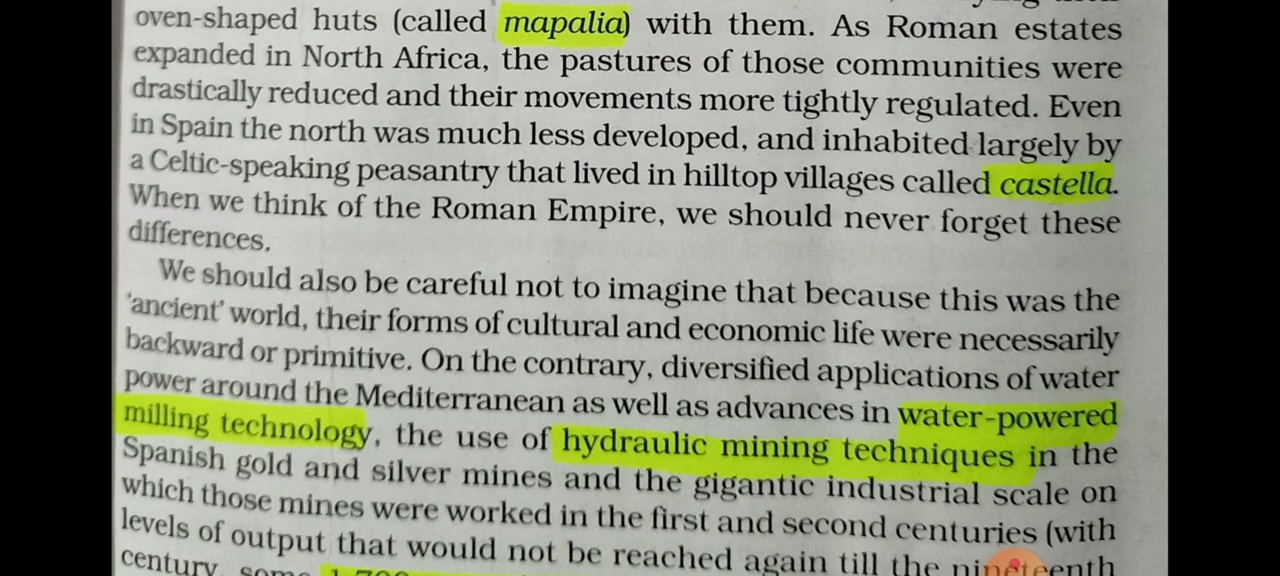 oven-shaped huts (called mapalia) with them. As Roman estates
expanded in North Africa, the pastures of those communities were
drastically reduced and their movements more tightly regulated. Even
in Spain the north was much less developed, and inhabited largely by
a Celtic-speaking peasantry that lived in hilltop villages called castella.
When we think of the Roman Empire, we should never forget these
differences.
We should also be careful not to imagine that because this was the
‘ancient’ world, their forms of cultural and economic life were necessarily
backward or primitive. On the contrary, diversified applications of water
power around the Mediterranean as well as advances in water-powered
milling technology, the use of hydraulic mining techniques in the
Spanish gold and silver mines and the gigantic industrial scale on
which those mines were worked in the first and second centuries (with
levels of output that would not be reached again till the nineteenth
century, some